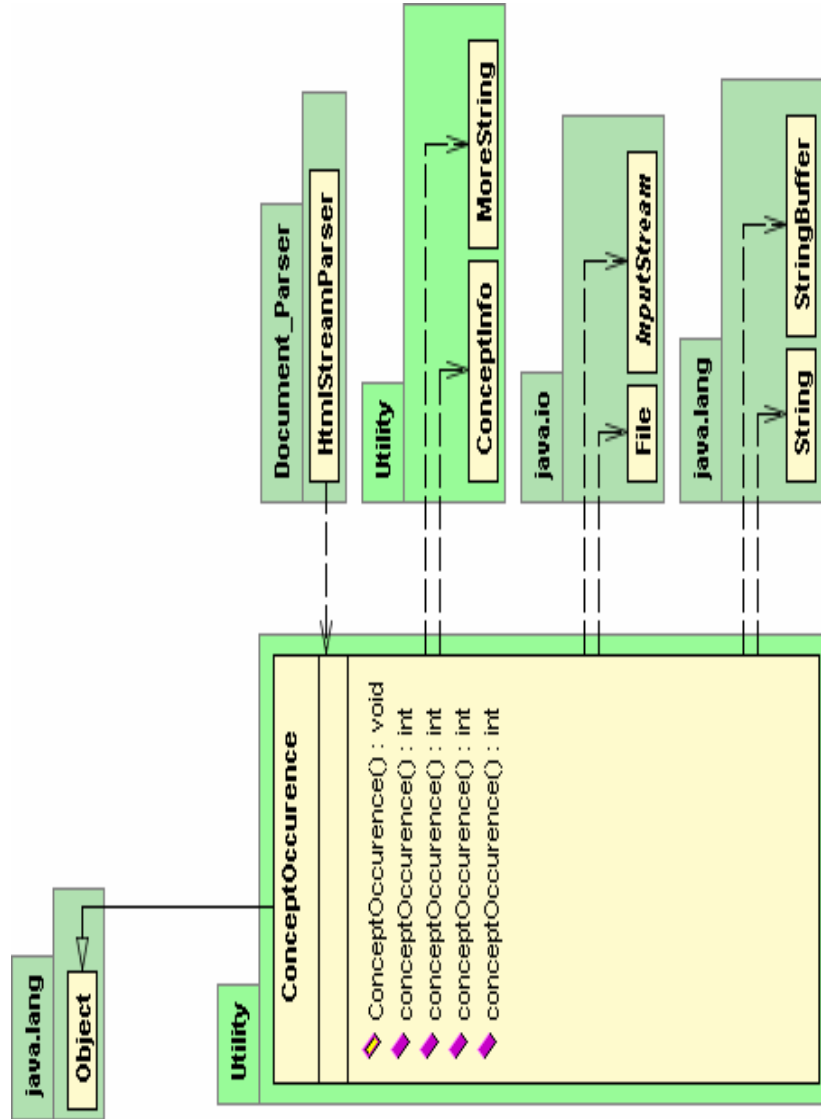 java.lang
Object
Utility
ConceptOccurence
ConceptOccurence() : void
conceptOccurence() : int
conceptOccurence() : int
conceptOccurence() : int
conceptOccurence() : int
Document_Parser
HtmlStreamParser
Utility
ConceptInfo
MoreString
java.io
File
InputStream
java.lang
String
StringBuffer